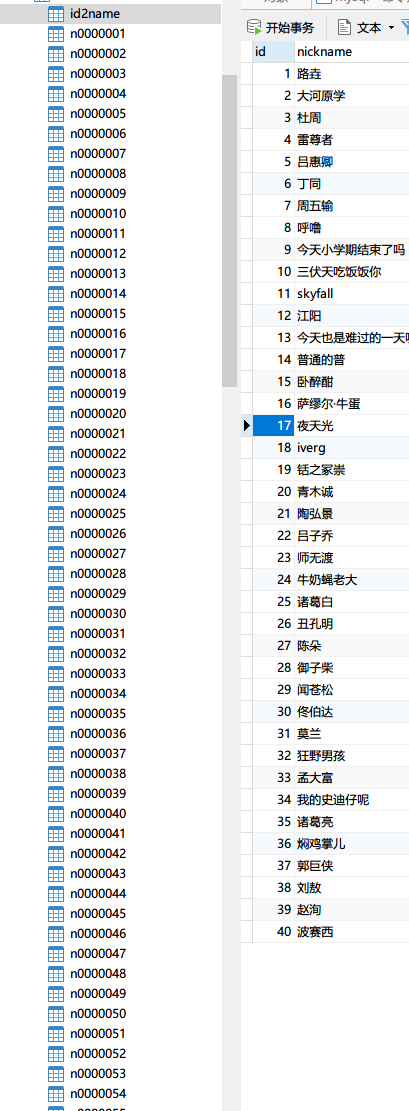 id2name
n0000001
n0000002
n0000003
n0000004
n0000005
n0000006
n0000007
n0000008
n0000009
n0000010
n0000011
n0000012
n0000013
n0000014
n0000015
n0000016
n0000017
n0000018
n0000019
n0000020
n0000021
n0000022
n0000023
n0000024
n0000025
n0000026
n0000027
n0000028
n0000029
n0000030
n0000031
n0000032
n0000033
n0000034
n0000035
n0000036
n0000037
n0000038
n0000039
n0000040
n0000041
n0000042
n0000043
n0000044
n0000045
n0000046
n0000047
n0000048
n0000049
n0000050
n0000051
n0000052
n0000053
n0000054
开始事务 文本
id nickname
1 路垚
2 大河原学
3 杜周
4 雷尊者
5 吕惠卿
6 丁同
7 周五输
8 呼噜
9 今天小学期结束了吗
10 三伏天吃饭饭你
11 skyfall
12 江阳
13 今天也是难过的一天
14 普通的普
15 卧醉酣
16 萨缪尔·牛蛋
17 夜天光
18 iverg
19 铦之冢祟
20 青木诚
21 陶弘景
22 吕子乔
23 师无渡
24 牛奶蝇老大
25 诸葛白
26 丑孔明
27 陈朵
28 御子柴
29 闻苍松
30 佟伯达
31 莫兰
32 狂野男孩
33 孟大富
34 我的史迪仔呢
35 诸葛亮
36 焖鸡掌儿
37 郭巨侠
38 刘敖
39 赵洵
40 波赛西